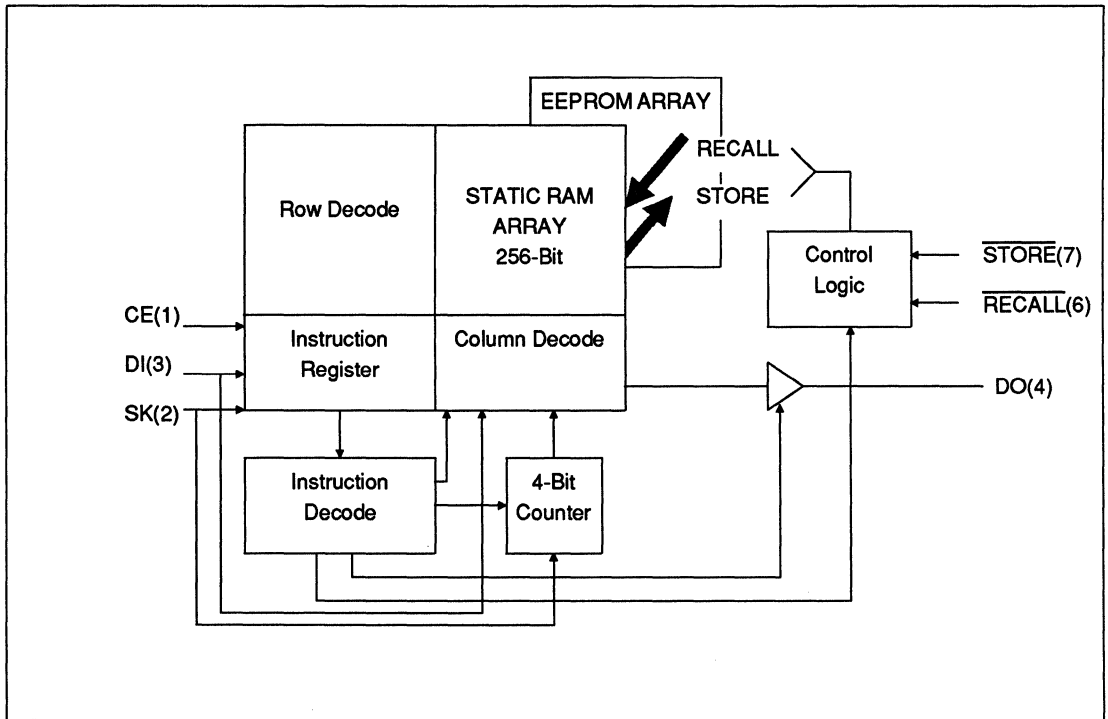 EEPROM ARRAY
RECALL
STORE
Row Decode
STATIC RAM
ARRAY
256-Bit
Control
Logic
STORE(7)
RECALL(6)
CE(1)
DI(3)
SK(2)
Instruction
Register
Column Decode
DO(4)
Instruction
Decode
4-Bit
Counter